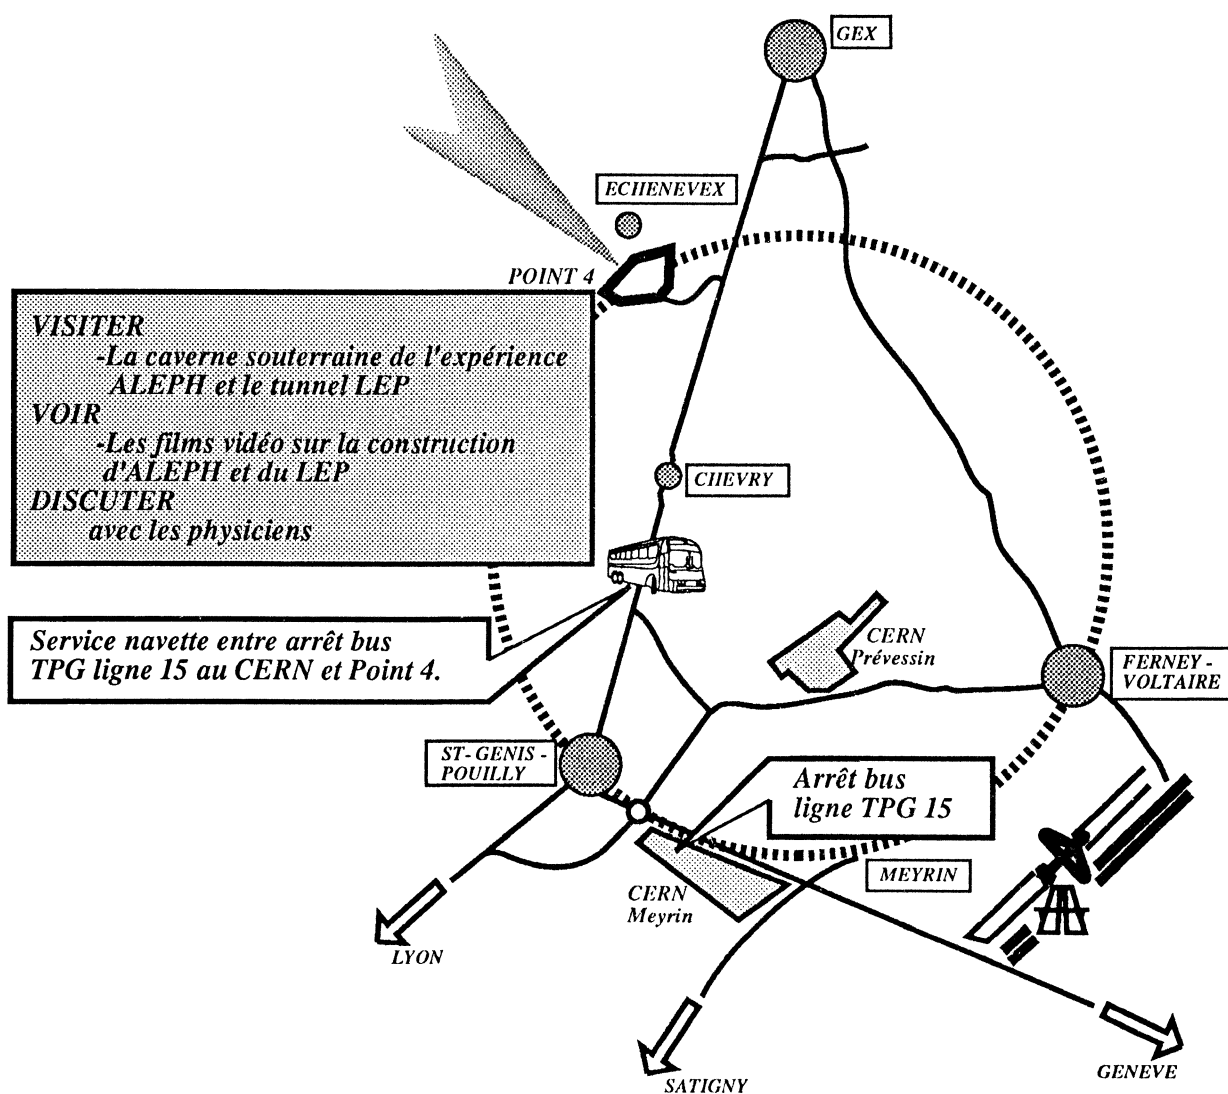 GEX
ECHENEVEX
POINT 4
VISITER
-La caverne souterraine de l'expérience
ALEPH et le tunnel LEP
VOIR
-Les films vidéo sur la construction
d'ALEPH et du LEP
DISCUTER
avec les physiciens
CHEVRY
Service navette entre arrêt bus
TPG ligne 15 au CERN et Point 4.
CERN
Prévessin
FERNEY -
VOLTAIRE
ST-GENIS -
POUILLY
Arrêt bus
ligne TPG 15
MEYRIN
CERN
Meyrin
LYON
SATIGNY
GENEVE